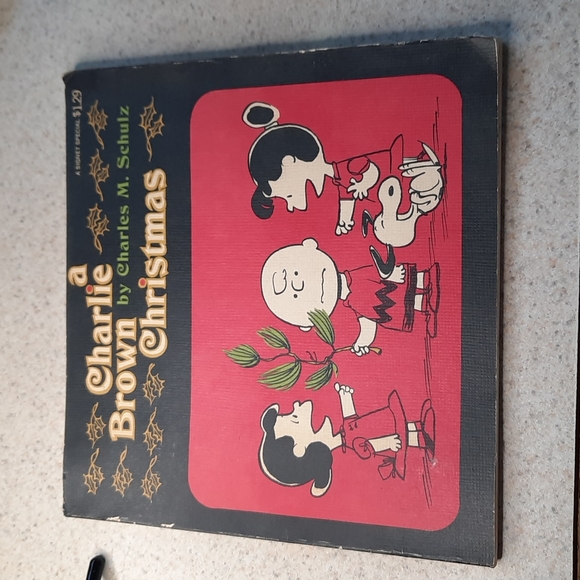 A SIGNET SPECIAL $1.29
a
Charlie
Brown by Charles M. Schulz
Christmas